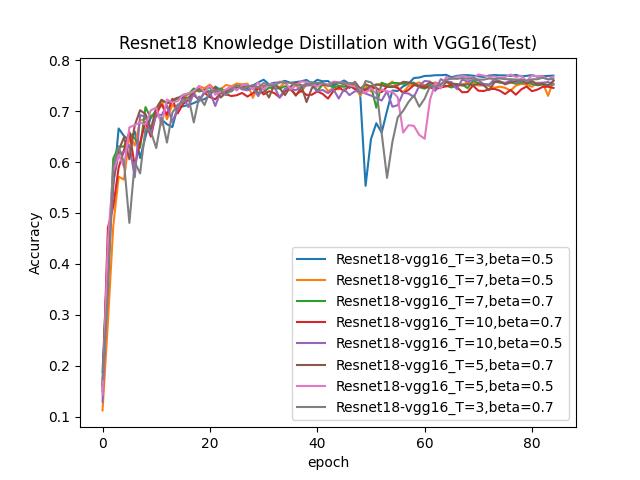 Resnet18 Knowledge Distillation with VGG16(Test)
0.8
0.7
0.6
0.5
0.4
0.3
0.2
0.1
Accuracy
Resnet18-vgg16_T=3,beta=0.5
Resnet18-vgg16_T=7,beta=0.5
Resnet18-vgg16_T=7,beta=0.7
Resnet18-vgg16_T=10,beta=0.7
Resnet18-vgg16_T=10,beta=0.5
Resnet18-vgg16_T=5,beta=0.7
Resnet18-vgg16_T=5,beta=0.5
Resnet18-vgg16_T=3,beta=0.7
0 20 40 60 80
epoch